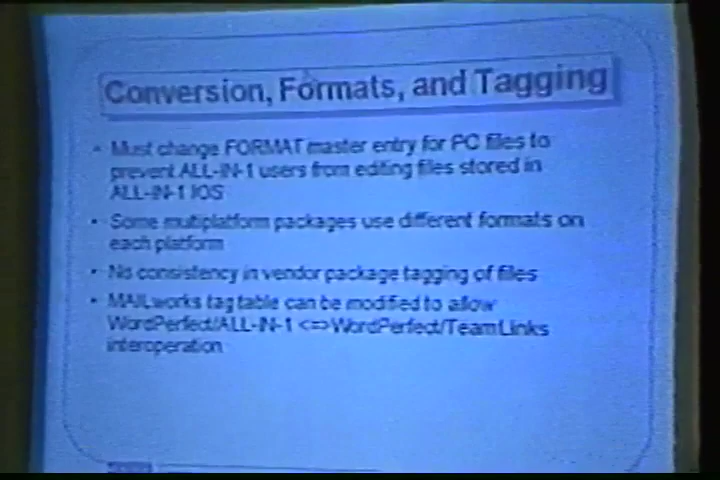 Conversion, Formats, and Tagging
• Must change FORMAT master entry for PC files to
prevent ALL-IN-1 users from editing files stored in
ALL-IN-1 IOS
• Some multiplatform packages use different formats on
each platform
• No consistency in vendor package tagging of files
• MAILworks tag table can be modified to allow
WordPerfect/ALL-IN-1 <=> WordPerfect/TeamLinks
interoperation